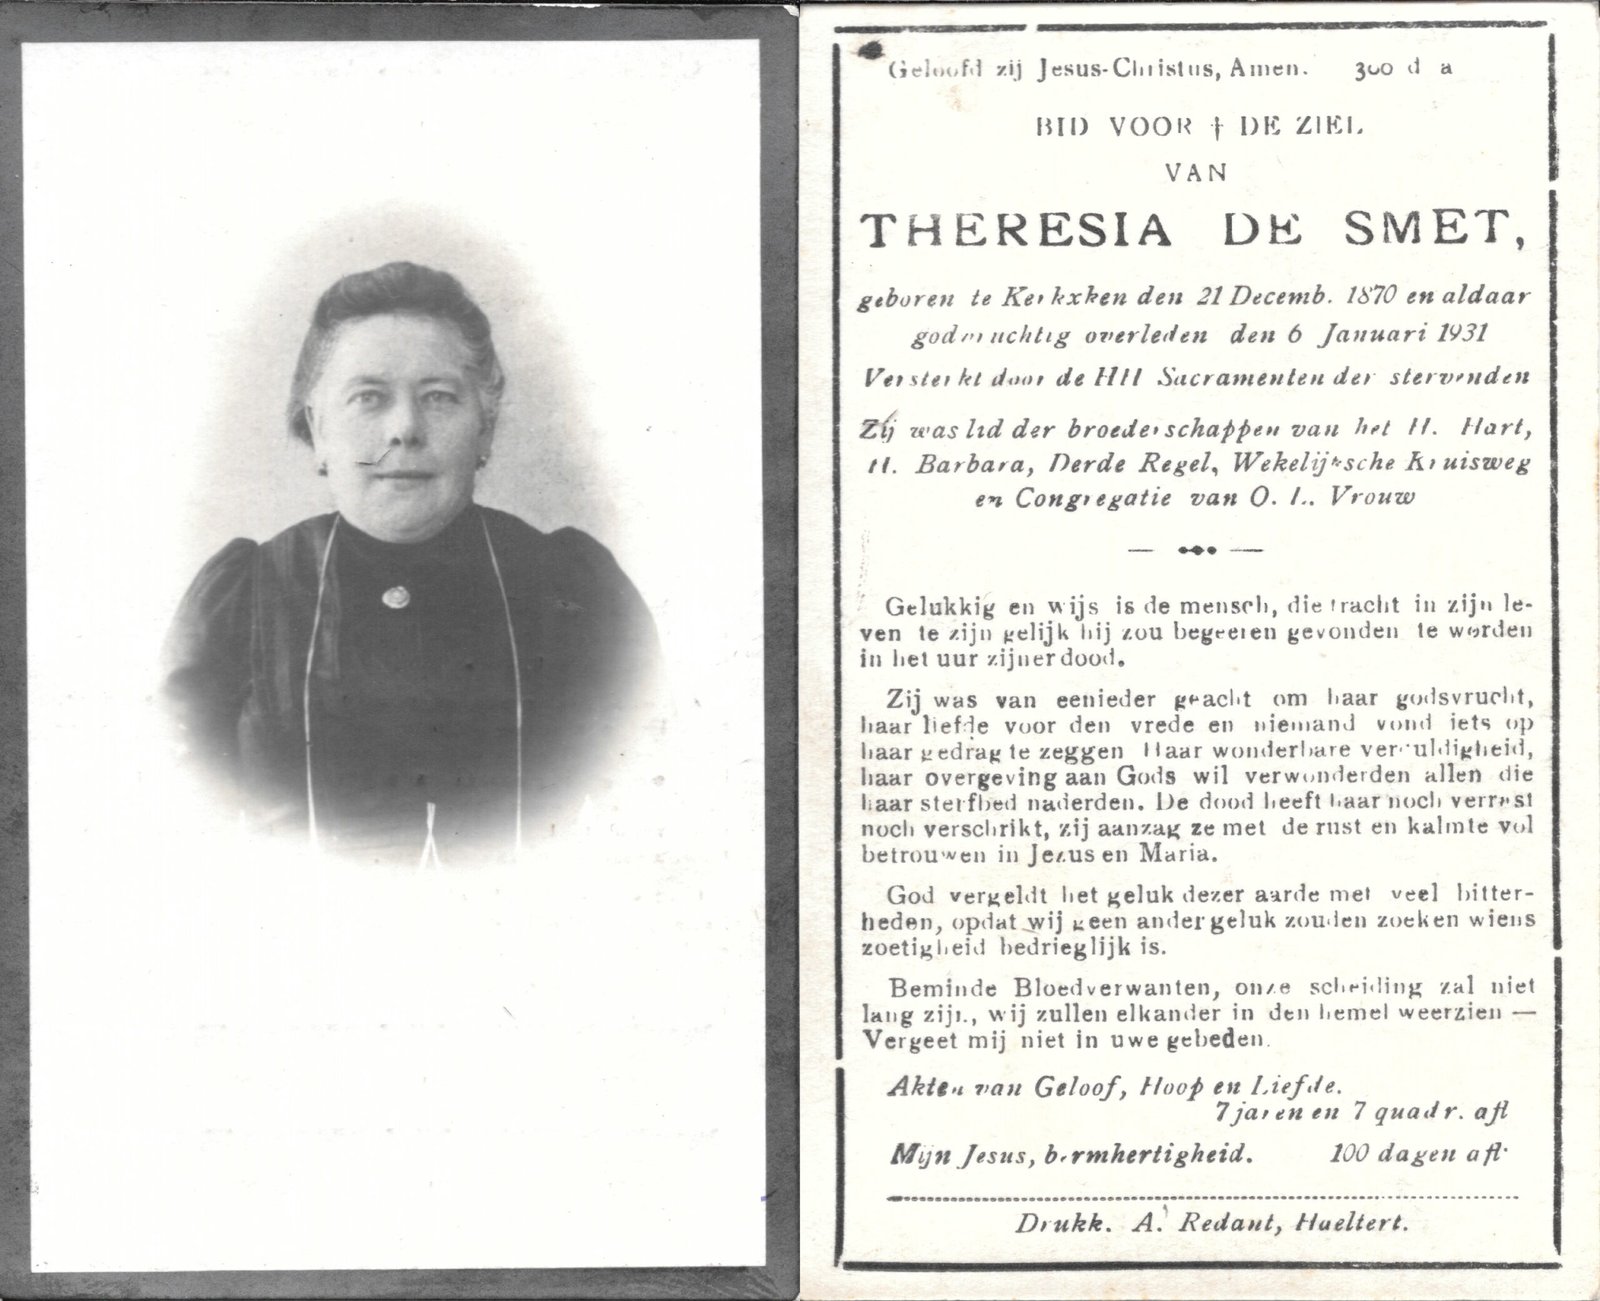 Geloofd zij Jesus-Christus, Amen. 300 d a
BID VOOR † DE ZIEL
VAN
THERESIA DE SMET,
geboren te Kerkxken den 21 Decemb. 1870 en aldaar
godvruchtig overleden den 6 Januari 1931
Versterkt door de HH Sacramenten der stervenden
Zij was lid der broederschappen van het H. Hart,
H. Barbara, Derde Regel, Wekelijksche Kruisweg
en Congregatie van O. L. Vrouw
Gelukkig en wijs is de mensch, die tracht in zijn le-
ven te zijn gelijk hij zou begeeren gevonden te worden
in het uur zijner dood.
Zij was van eenieder geacht om haar godsvrucht,
haar liefde voor den vrede en niemand vond iets op
haar gedrag te zeggen Haar wonderbare verduldigheid,
haar overgeving aan Gods wil verwonderden allen die
haar sterfbed naderden. De dood heeft haar noch verrast
noch verschrikt, zij aanzag ze met de rust en kalmte vol
betrouwen in Jezus en Maria.
God vergeldt het geluk dezer aarde met veel bitter-
heden, opdat wij geen ander geluk zouden zoeken wiens
zoetigheid bedrieglijk is.
Beminde Bloedverwanten, onze scheiding zal niet
lang zijn, wij zullen elkander in den hemel weerzien —
Vergeet mij niet in uwe gebeden.
Akten van Geloof, Hoop en Liefde.
7 jaren en 7 quadr. afl
Mijn Jesus, bermhertigheid. 100 dagen afl.
Drukk. A. Redant, Haeltert.